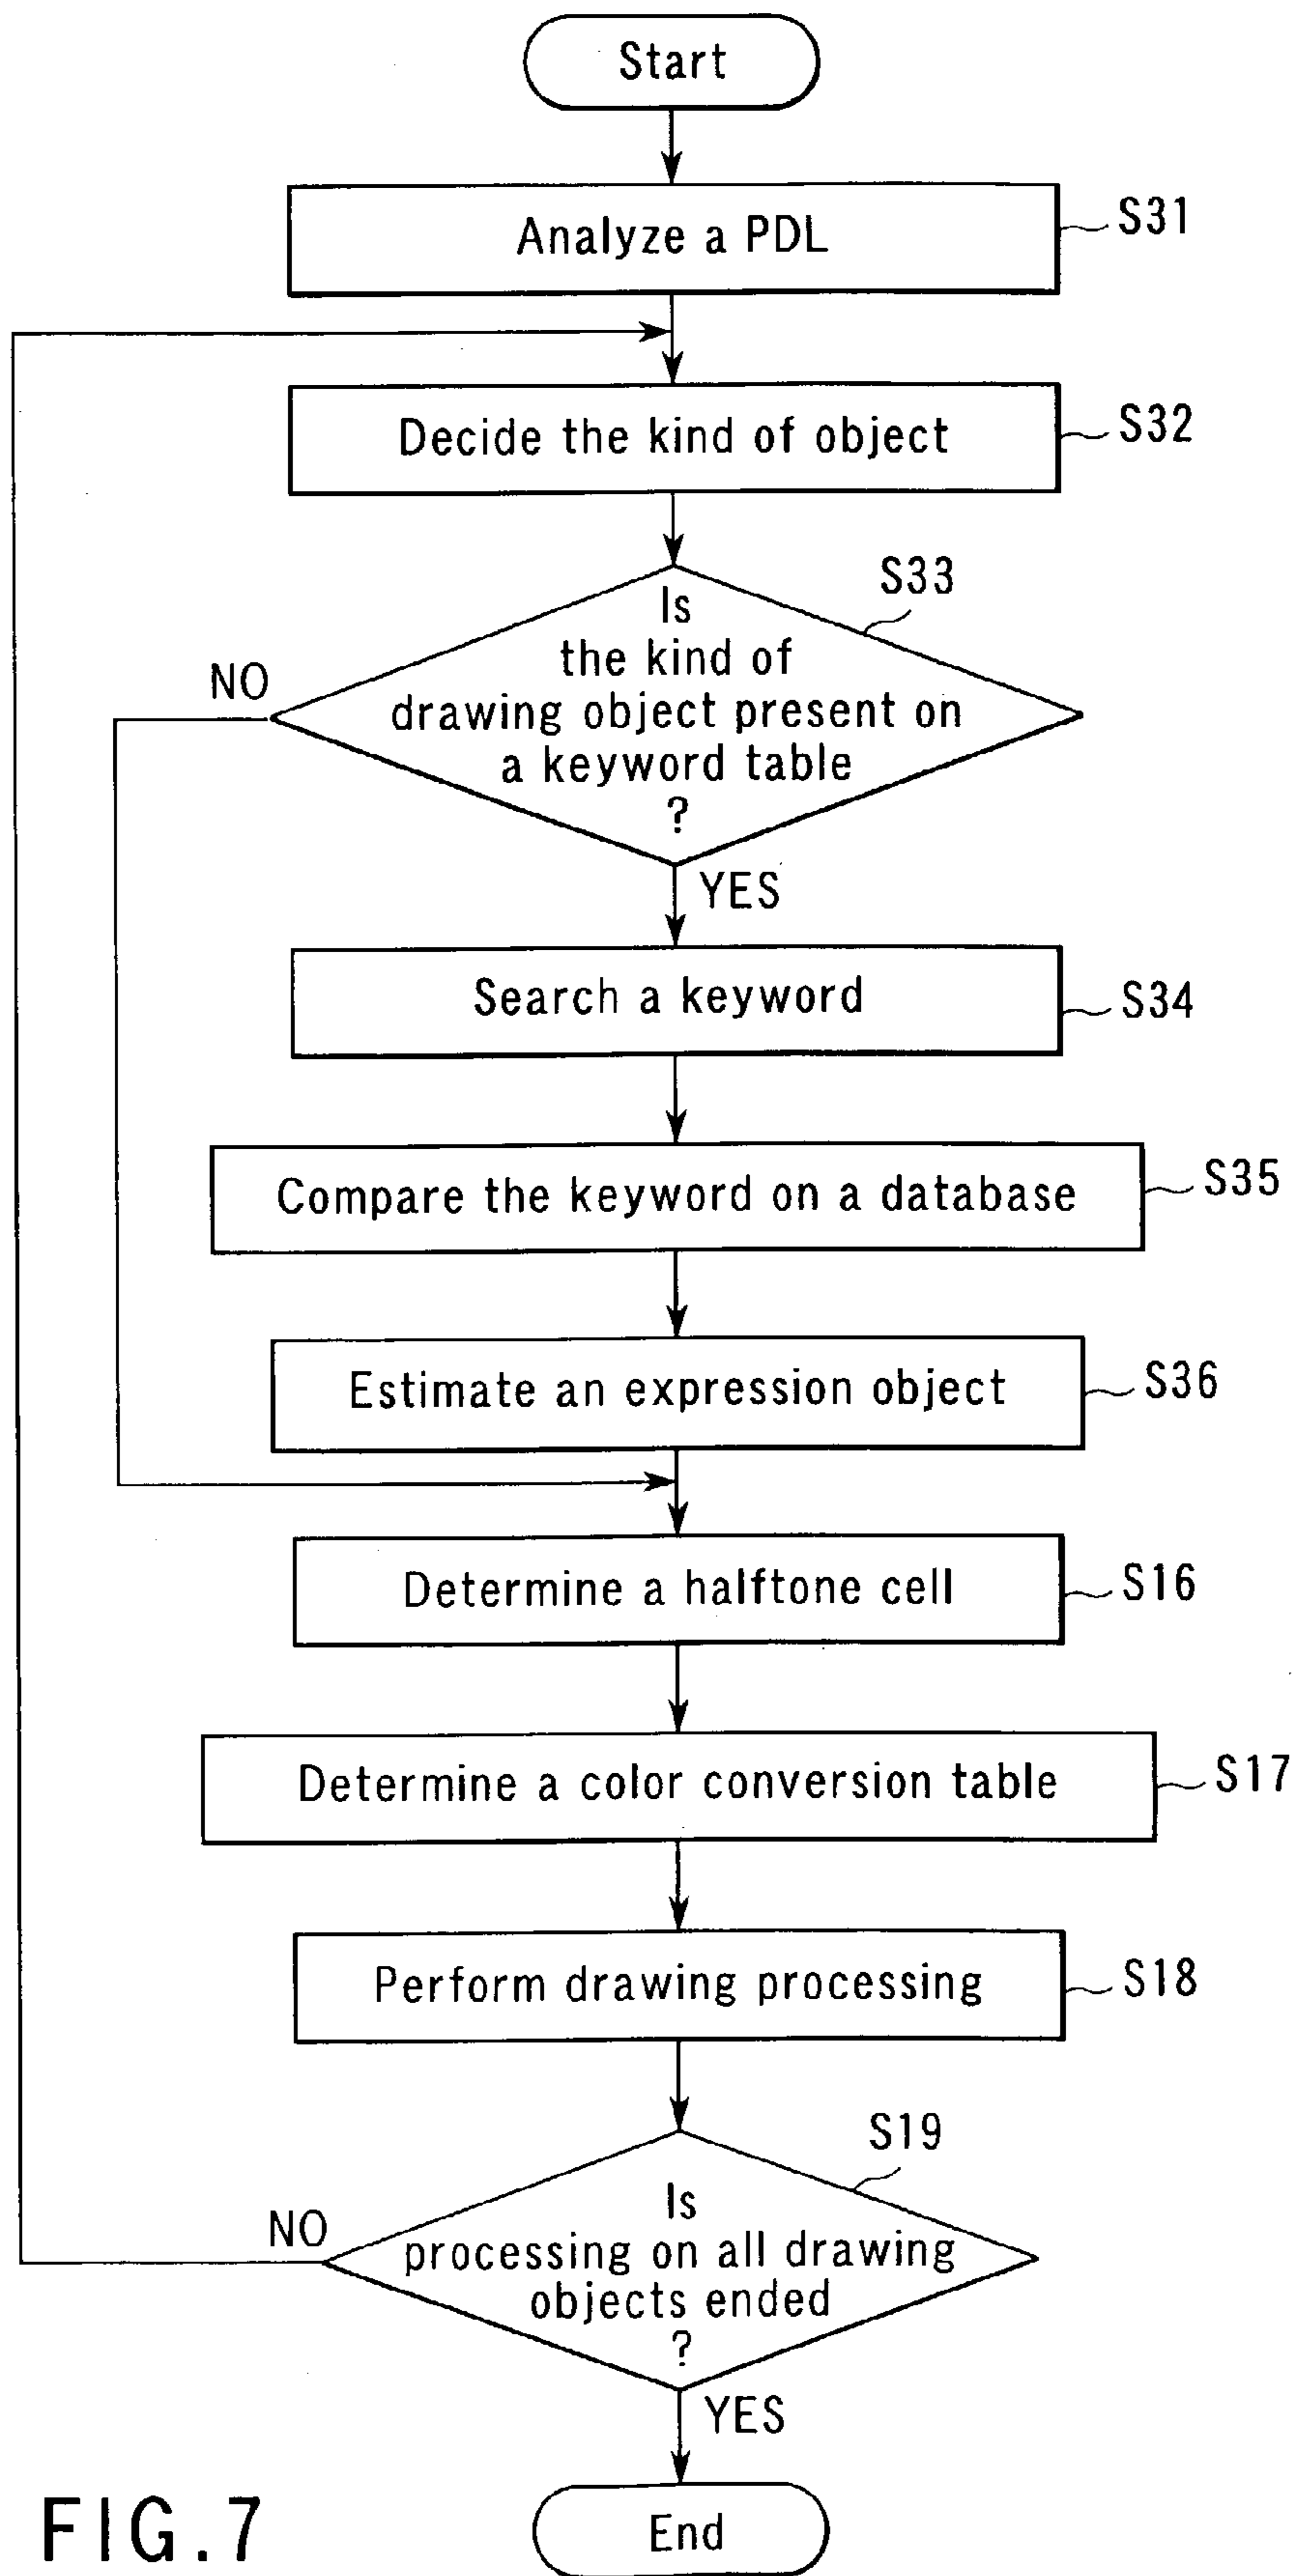 Start
Analyze a PDL
S31
Decide the kind of object
S32
S33
Is
the kind of
drawing object present on
a keyword table
?
NO
YES
Search a keyword
S34
Compare the keyword on a database
S35
Estimate an expression object
S36
Determine a halftone cell
S16
Determine a color conversion table
S17
Perform drawing processing
S18
S19
Is
processing on all drawing
objects ended
?
NO
YES
End
FIG.7